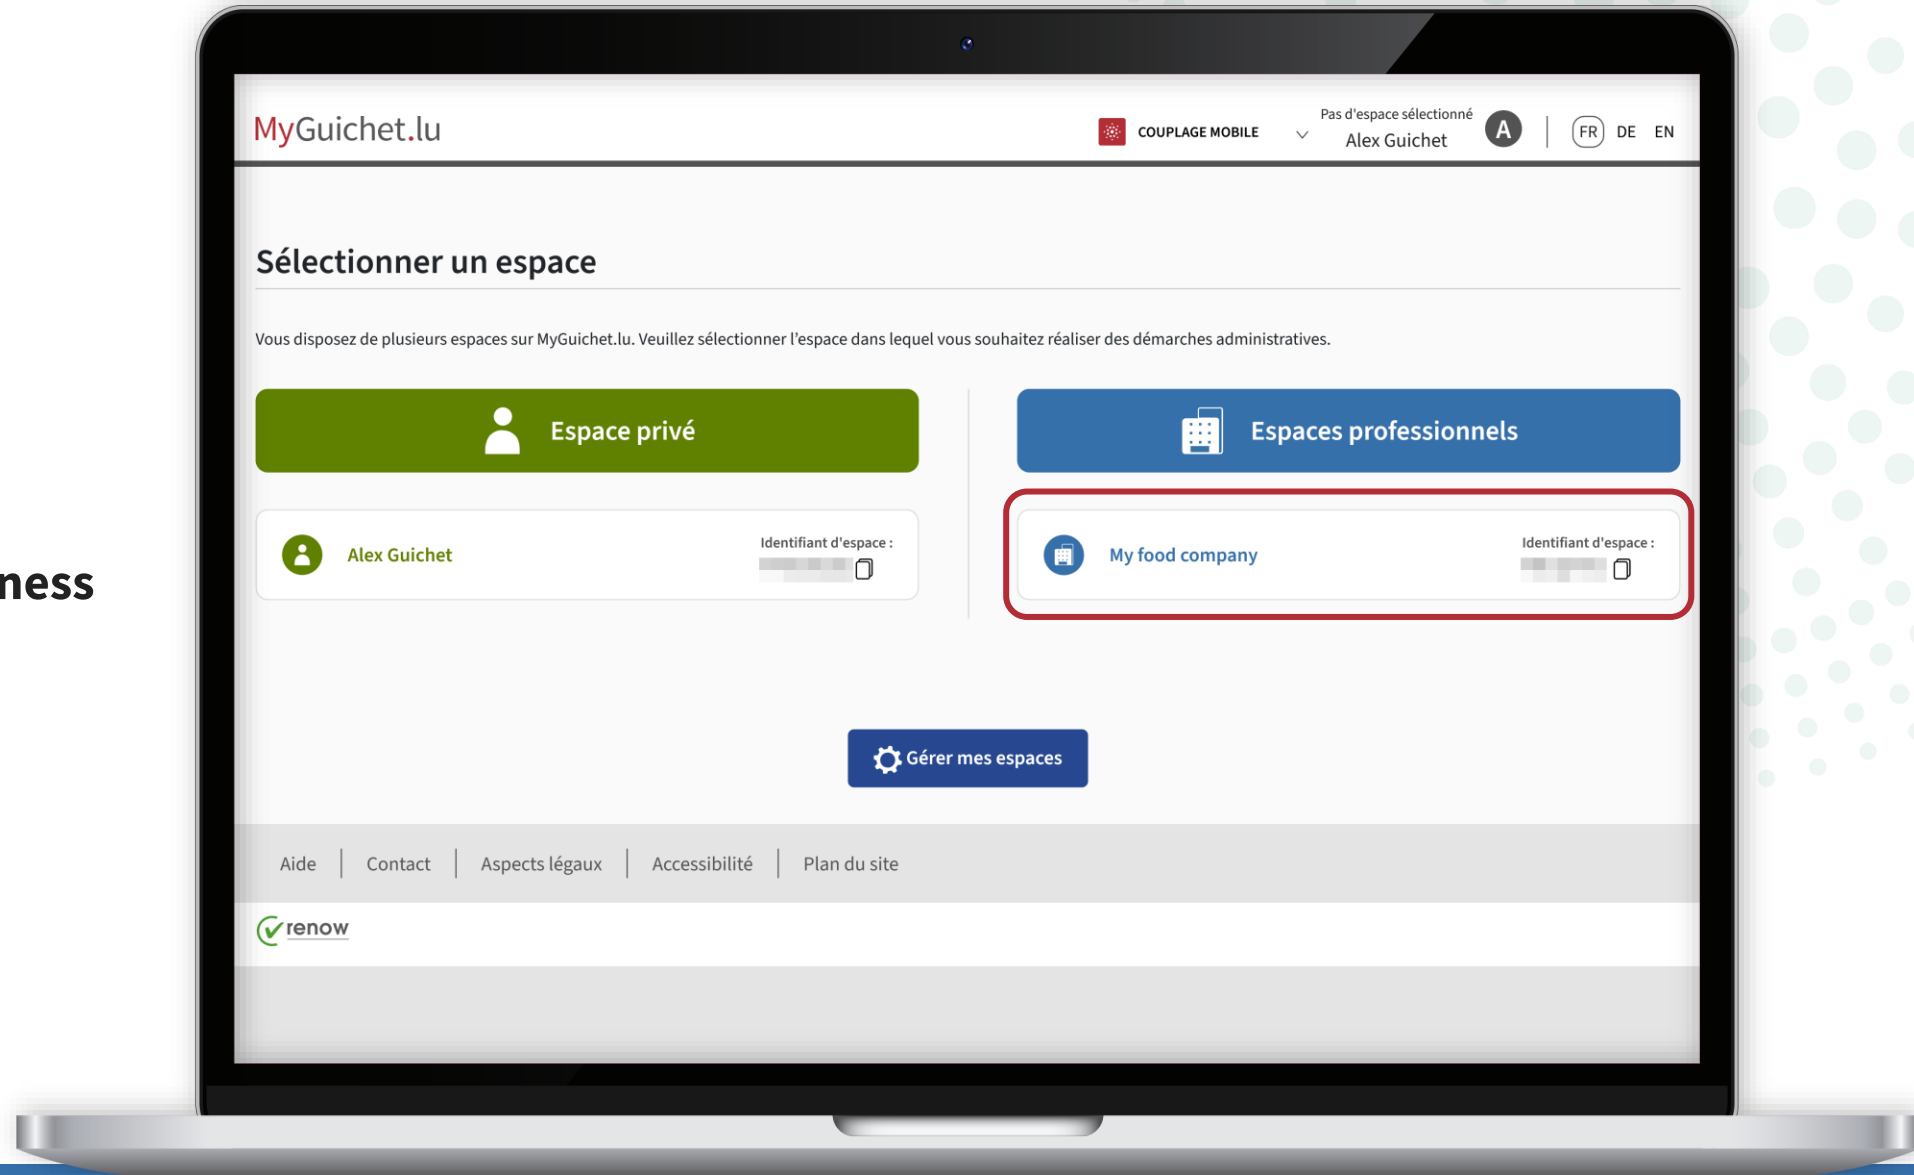 MyGuichet.lu
COUPLAGE MOBILE
Pas d'espace sélectionné
Alex Guichet
A
FR DE EN
Sélectionner un espace
Vous disposez de plusieurs espaces sur MyGuichet.lu. Veuillez sélectionner l'espace dans lequel vous souhaitez réaliser des démarches administratives.
Espace privé
Espaces professionnels
Alex Guichet
Identifiant d'espace :
My food company
Identifiant d'espace :
ness
Gérer mes espaces
Aide
Contact
Aspects légaux
Accessibilité
Plan du site
renow